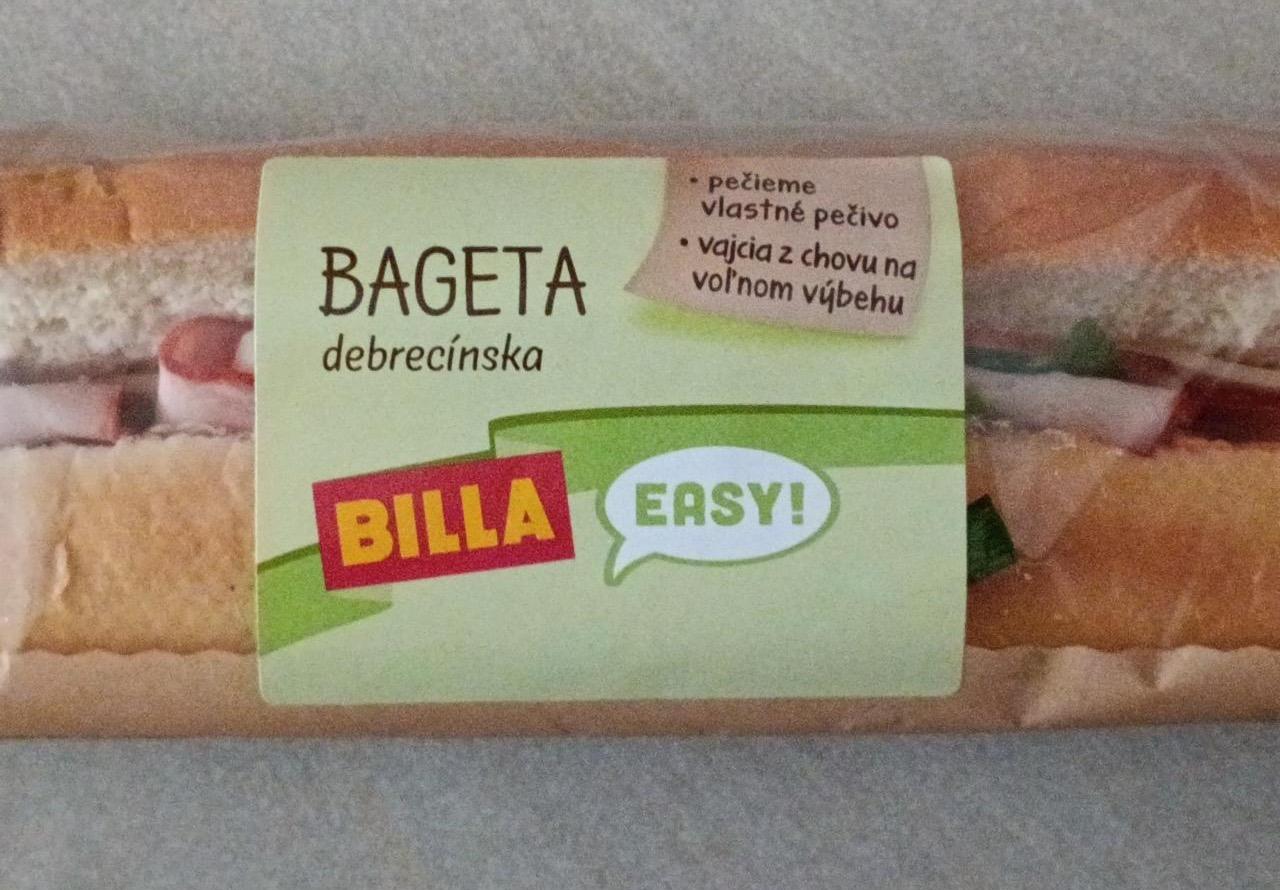 • pečieme
vlastné pečivo
• vajcia z chovu na
voľnom výbehu
BAGETA
debrecínska
BILLA
EASY!